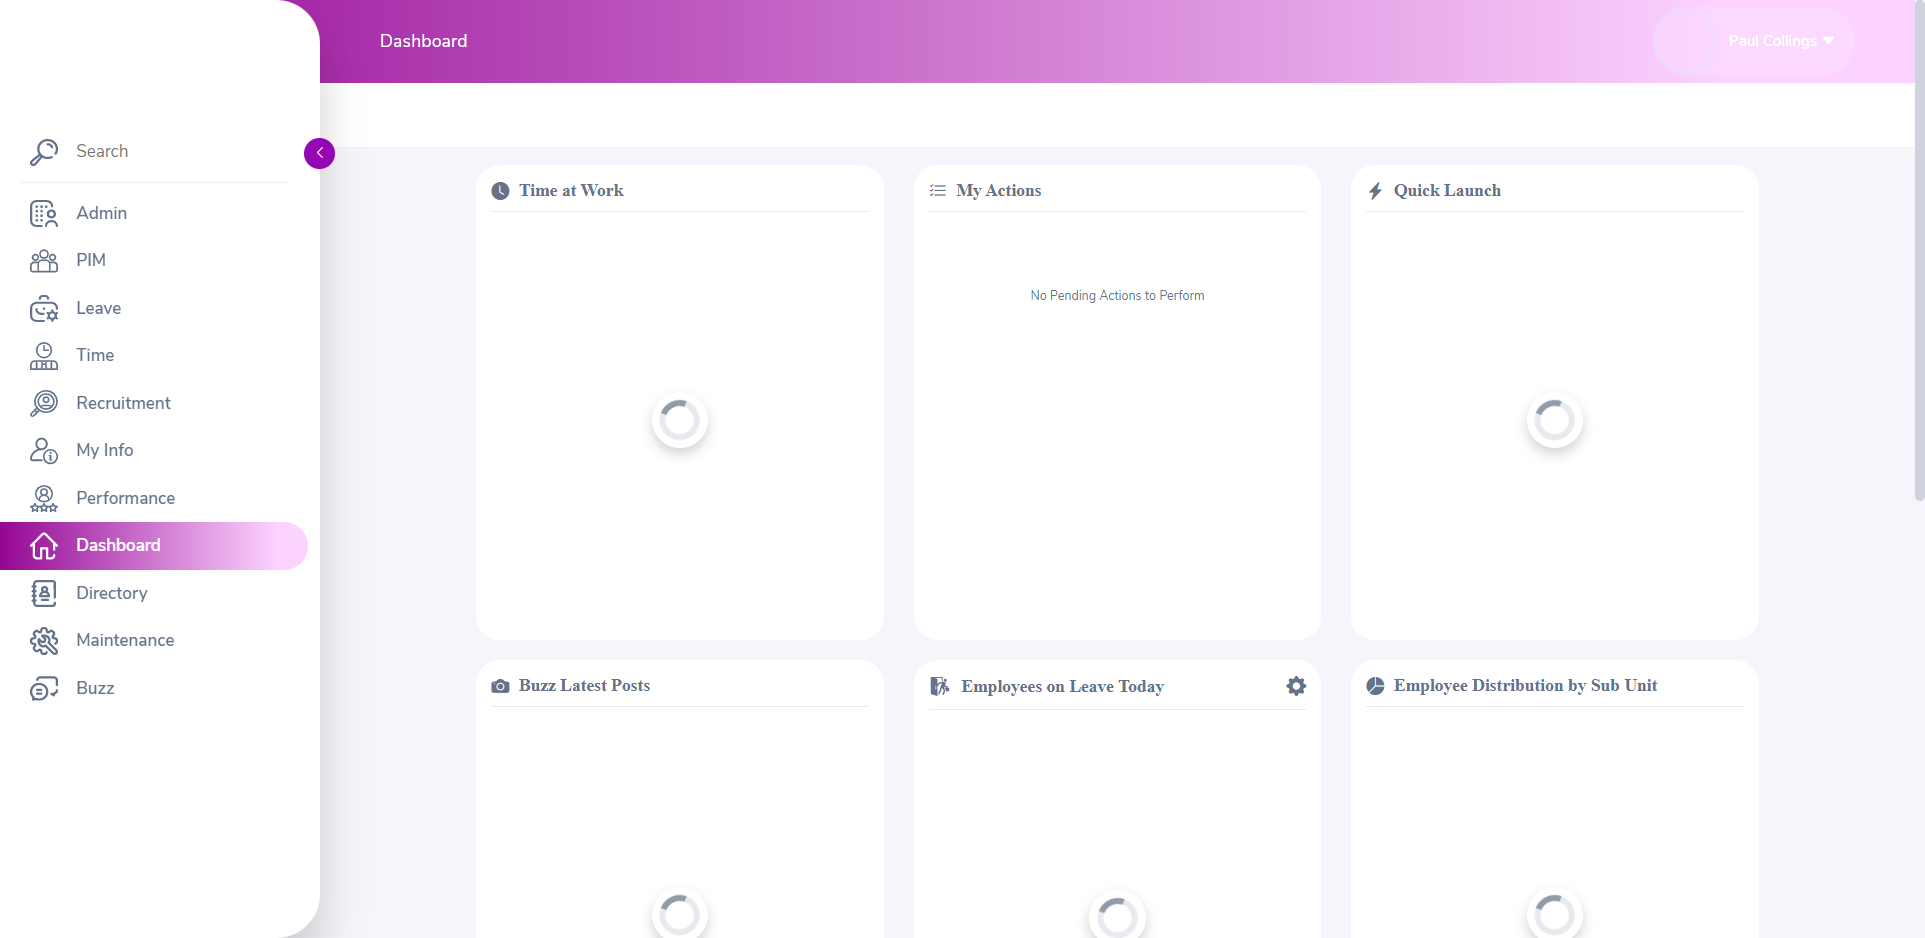 Dashboard
Paul Collings
Search
Admin
PIM
Leave
Time
Recruitment
My Info
Performance
Dashboard
Directory
Maintenance
Buzz
Time at Work
My Actions
No Pending Actions to Perform
Quick Launch
Buzz Latest Posts
Employees on Leave Today
Employee Distribution by Sub Unit